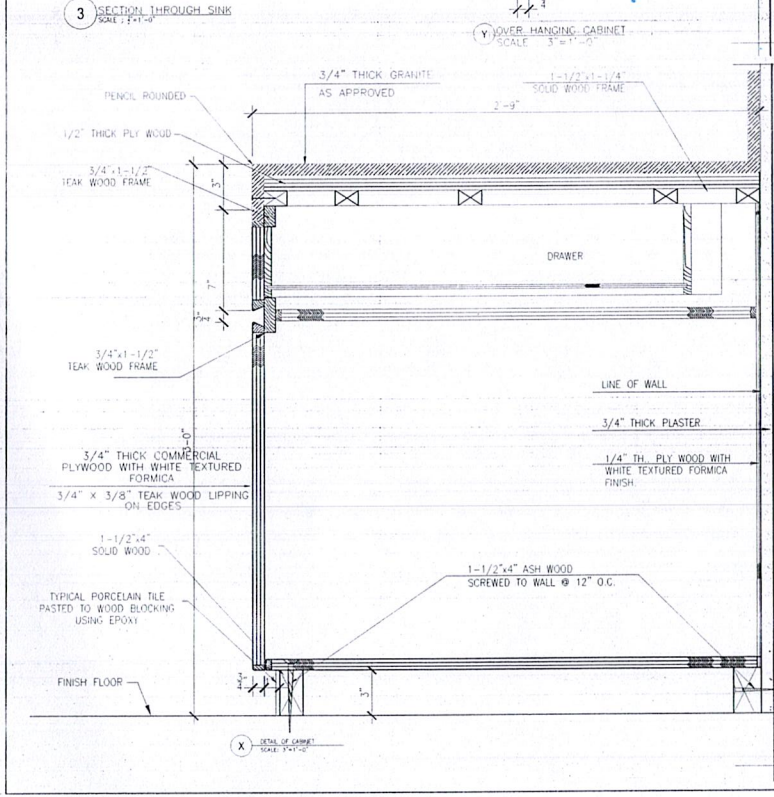 3 SECTION THROUGH SINK
SCALE : 3"=1'-0"
4
Y OVER HANGING CABINET
SCALE 3"=1'-0"
3/4" THICK GRANITE
AS APPROVED
1-1/2"x1-1/4"
SOLID WOOD FRAME
PENCIL ROUNDED
2'-9"
1/2" THICK PLY WOOD
3/4"x1-1/2"
TEAK WOOD FRAME
3"
DRAWER
7"
3/4"x1-1/2"
TEAK WOOD FRAME
LINE OF WALL
3/4" THICK PLASTER
3/4" THICK COMMERCIAL
PLYWOOD WITH WHITE TEXTURED
FORMICA
3/4" X 3/8" TEAK WOOD LIPPING
ON EDGES
1/4" TH.. PLY WOOD WITH
WHITE TEXTURED FORMICA
FINISH.
1-1/2"x4"
SOLID WOOD
1-1/2"x4" ASH WOOD
SCREWED TO WALL @ 12" O.C.
TYPICAL PORCELAIN TILE
PASTED TO WOOD BLOCKING
USING EPOXY
FINISH FLOOR
3"
X DETAIL OF CABINET
SCALE: 3"=1'-0"